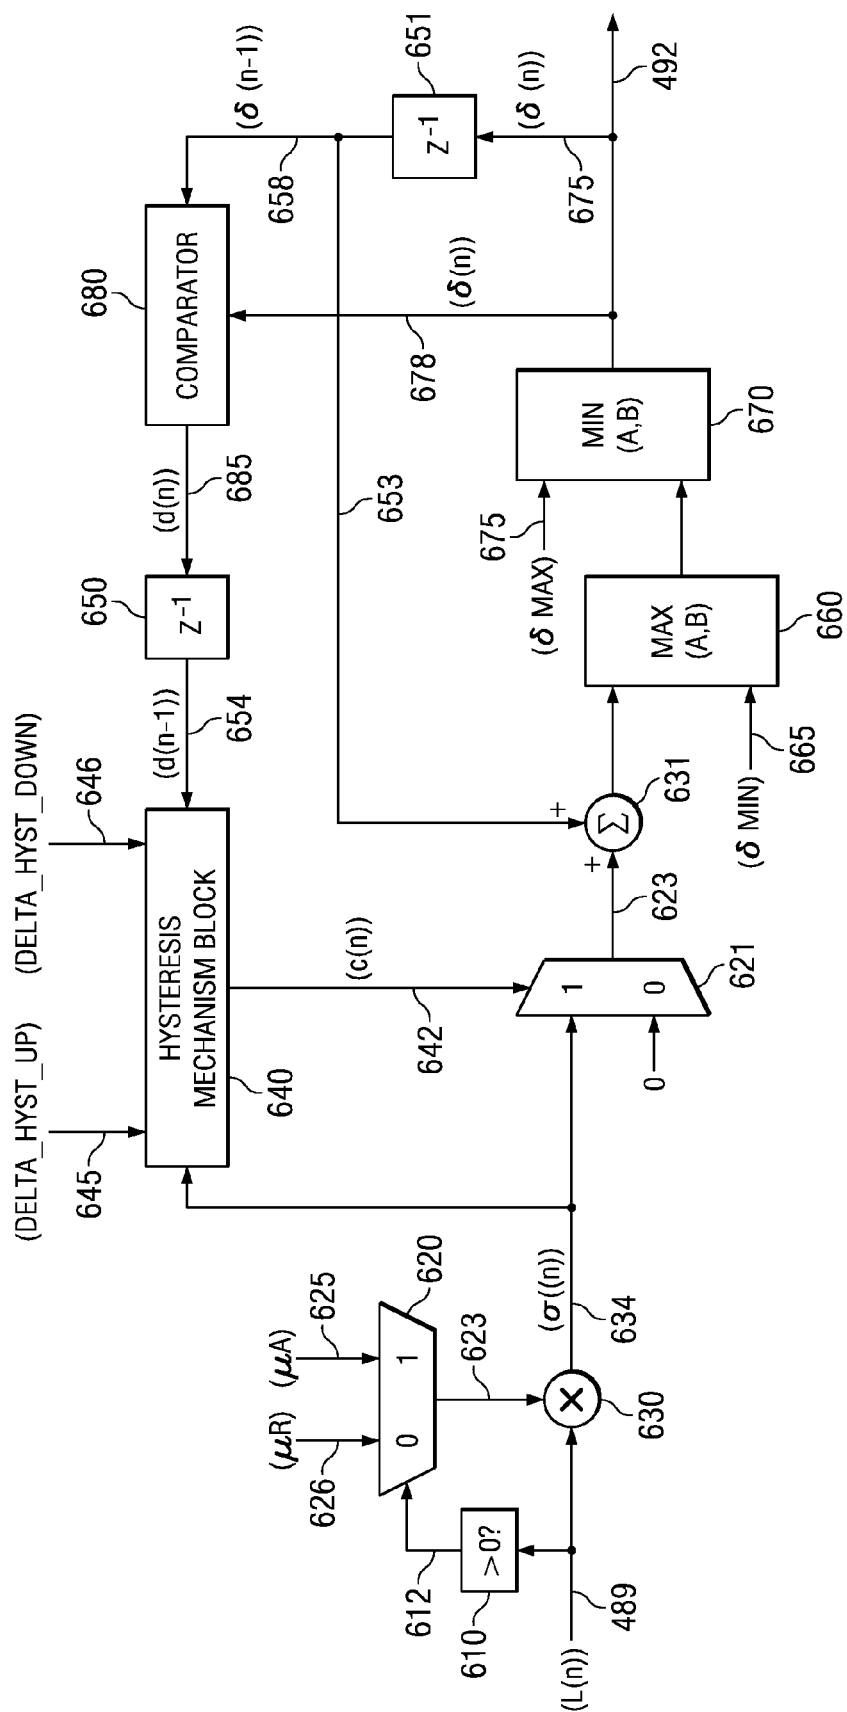 (DELTA_HYST_UP)
645
(DELTA_HYST_DOWN)
646
HYSTERESIS
MECHANISM BLOCK
640
(d(n-1))
654
650
Z⁻¹
(d(n))
685
680
COMPARATOR
(δ (n-1))
658
651
Z⁻¹
(δ (n))
675
492
(δ(n))
678
653
(c(n))
642
(μR)
626
(μA)
625
0
1
620
623
612
610
>0?
(L(n))
489
630
X
(σ((n))
634
1
0
621
0
623
+
+
Σ
631
(δ MIN)
665
MAX
(A,B)
660
(δ MAX)
675
MIN
(A,B)
670